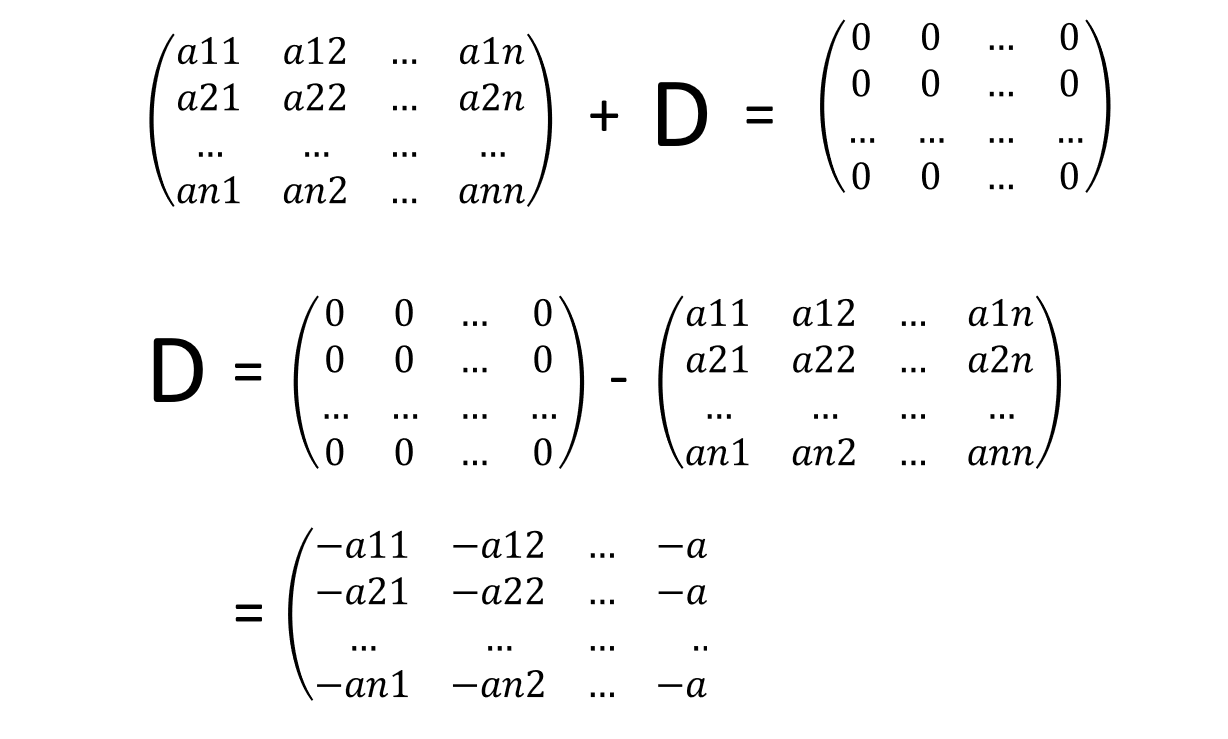 (a11 a12 … a1n
a21 a22 … a2n
… … … …
an1 an2 … ann) + D = (0 0 … 0
0 0 … 0
… … … …
0 0 … 0)
D = (0 0 … 0
0 0 … 0
… … … …
0 0 … 0) - (a11 a12 … a1n
a21 a22 … a2n
… … … …
an1 an2 … ann)
= (−a11 −a12 … −a
−a21 −a22 … −a
… … … ..
−an1 −an2 … −a